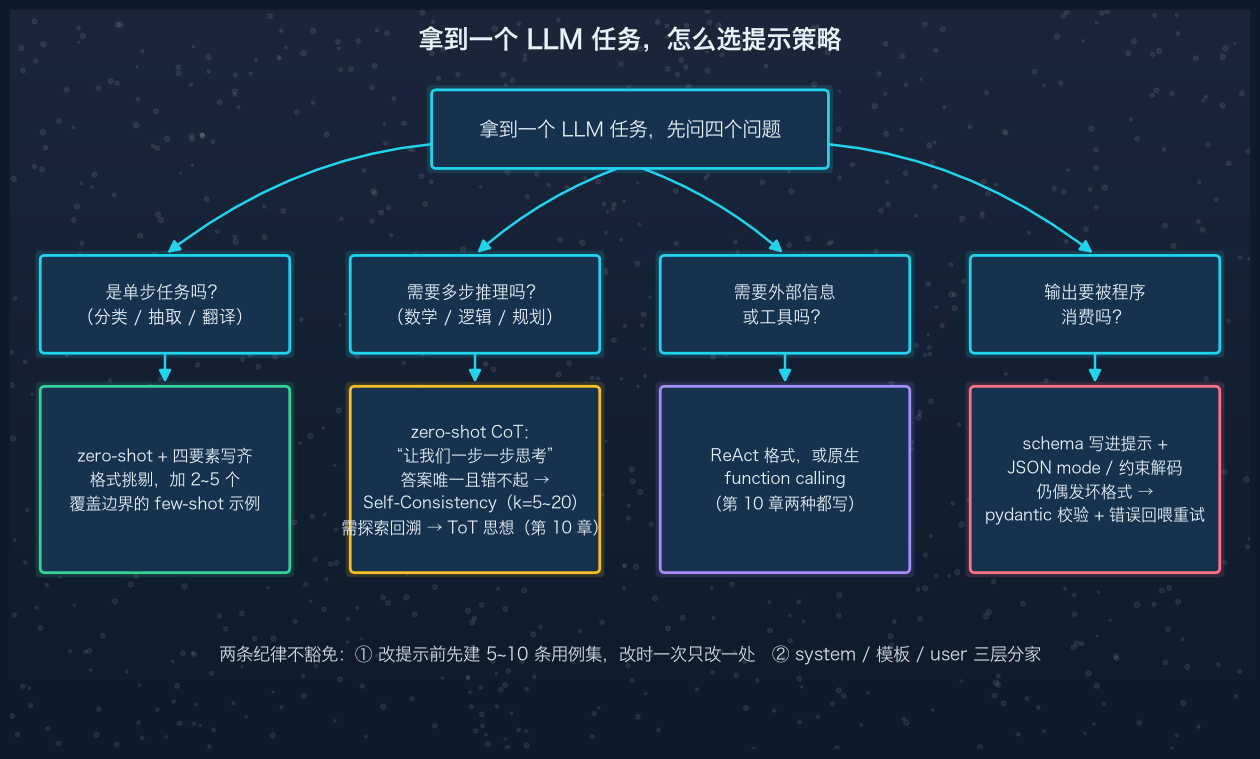 拿到一个 LLM 任务，怎么选提示策略
拿到一个 LLM 任务，先问四个问题
是单步任务吗？
（分类 / 抽取 / 翻译）
需要多步推理吗？
（数学 / 逻辑 / 规划）
需要外部信息
或工具吗？
输出要被程序
消费吗？
zero-shot + 四要素写齐
格式挑剔，加 2~5 个
覆盖边界的 few-shot 示例
zero-shot CoT：
“让我们一步一步思考”
答案唯一且错不起 →
Self-Consistency（k=5~20）
需探索回溯 → ToT 思想（第 10 章）
ReAct 格式，或原生
function calling
（第 10 章两种都写）
schema 写进提示 +
JSON mode / 约束解码
仍偶发坏格式 →
pydantic 校验 + 错误回喂重试
两条纪律不豁免：① 改提示前先建 5~10 条用例集，改时一次只改一处　② system / 模板 / user 三层分家